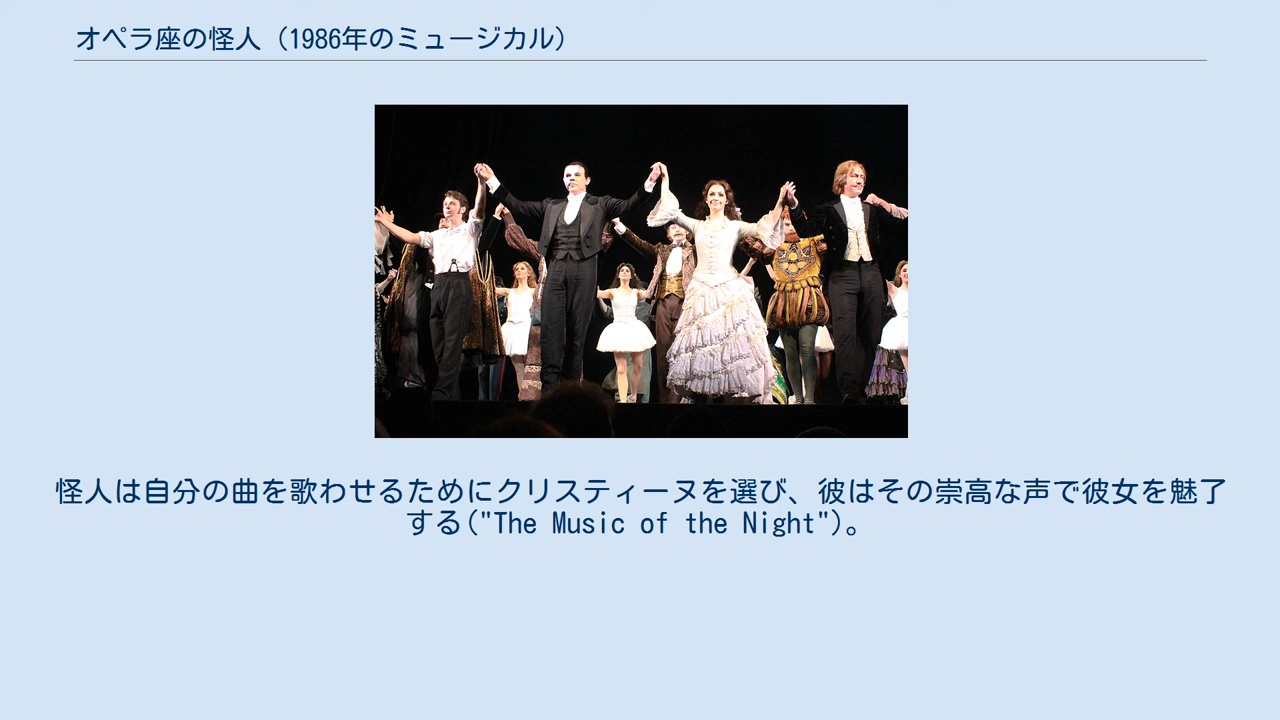 オペラ座の怪人（1986年のミュージカル）
怪人は自分の曲を歌わせるためにクリスティーヌを選び、彼はその崇高な声で彼女を魅了
する("The Music of the Night")。